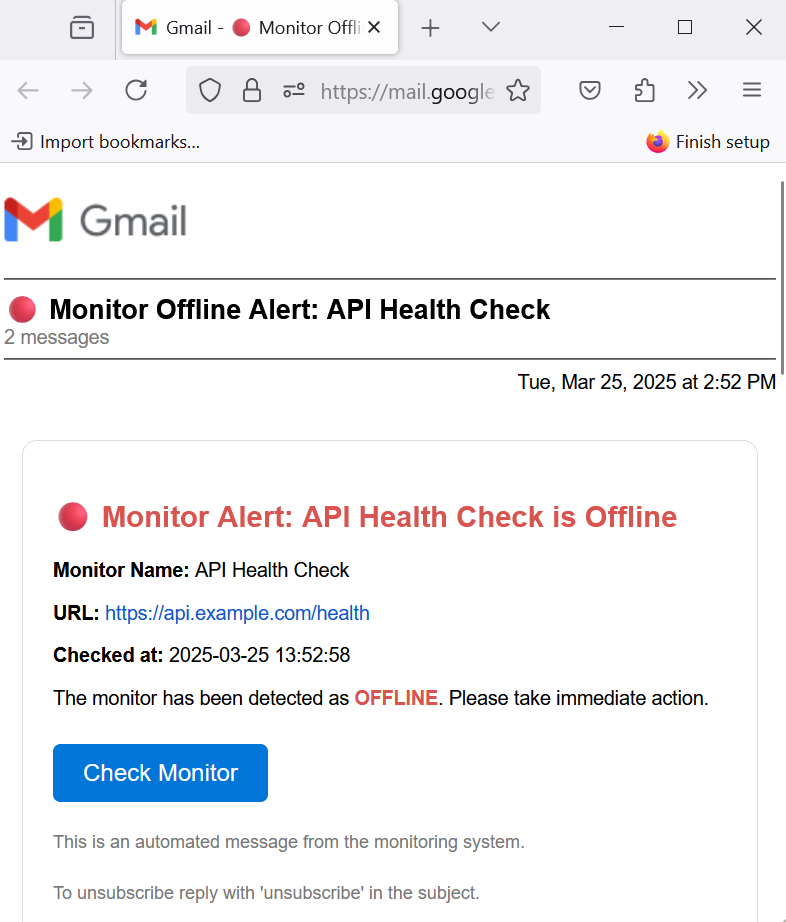 Gmail - 🔴 Monitor Offli
https://mail.google
Import bookmarks...
Finish setup
Gmail
🔴 Monitor Offline Alert: API Health Check
2 messages
Tue, Mar 25, 2025 at 2:52 PM
🔴 Monitor Alert: API Health Check is Offline
Monitor Name: API Health Check
URL: https://api.example.com/health
Checked at: 2025-03-25 13:52:58
The monitor has been detected as OFFLINE. Please take immediate action.
Check Monitor
This is an automated message from the monitoring system.
To unsubscribe reply with 'unsubscribe' in the subject.